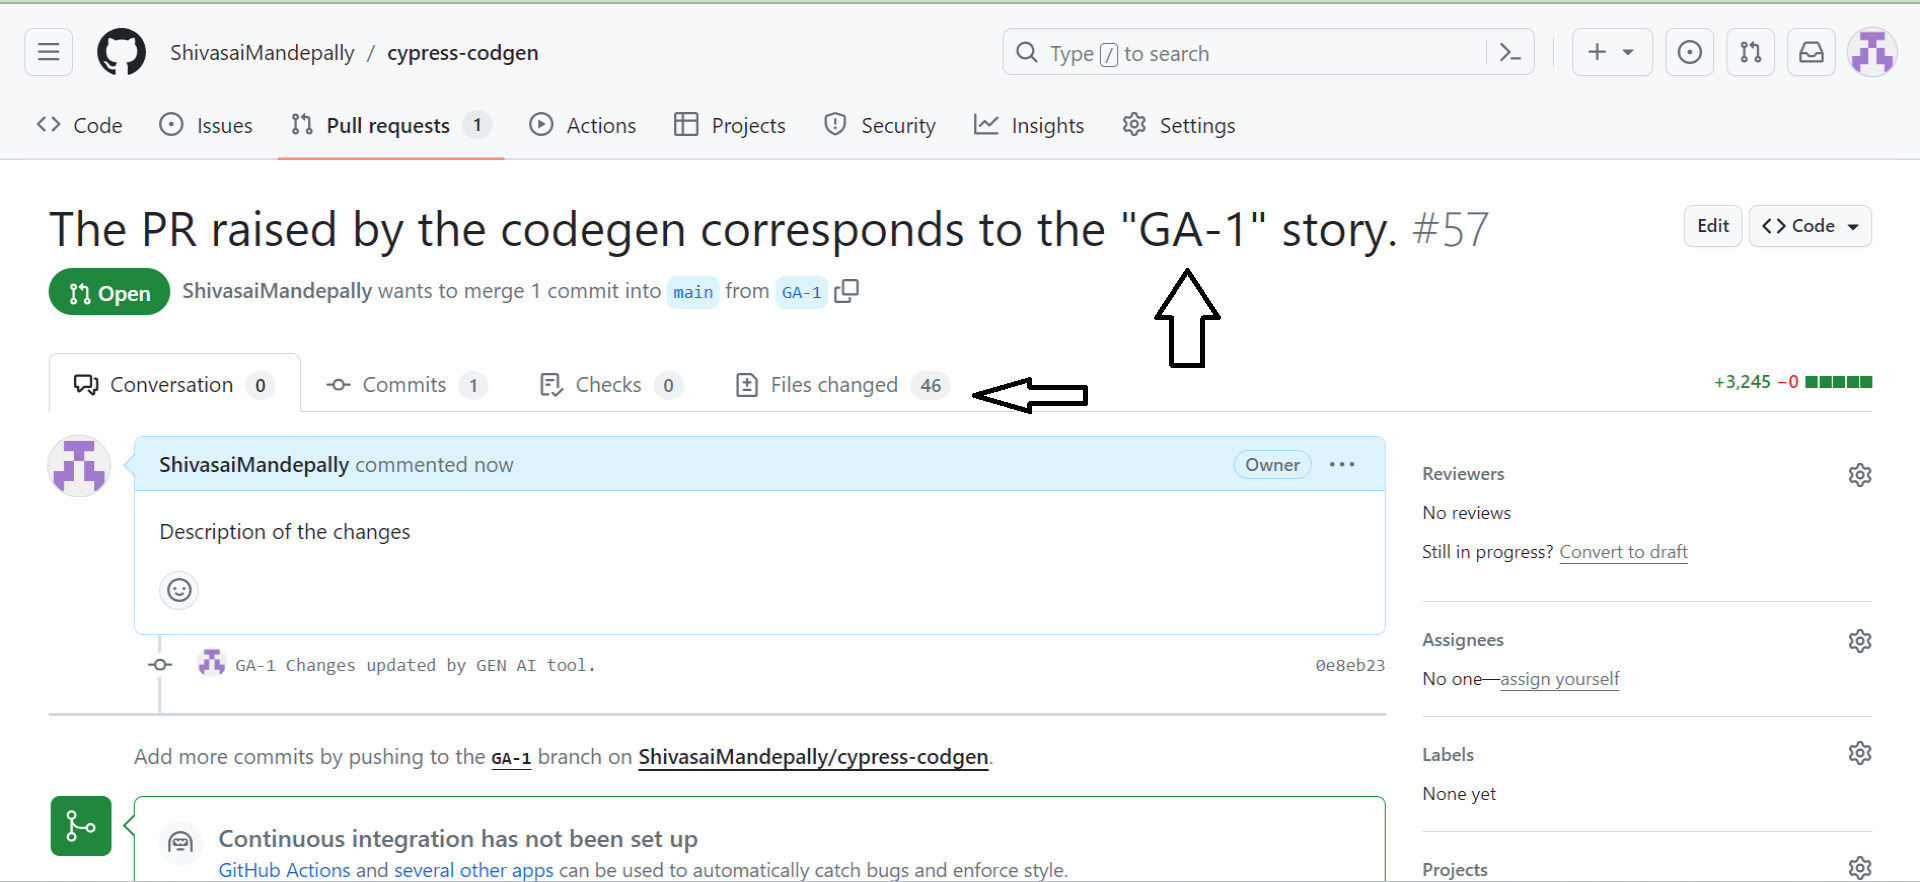 ShivasaiMandepally / cypress-codgen
Type / to search
Code Issues Pull requests 1 Actions Projects Security Insights Settings
The PR raised by the codegen corresponds to the "GA-1" story. #57
Edit Code
Open ShivasaiMandepally wants to merge 1 commit into main from GA-1
Conversation 0 Commits 1 Checks 0 Files changed 46
+3,245 −0
ShivasaiMandepally commented now
Owner
Description of the changes
GA-1 Changes updated by GEN AI tool.
0e8eb23
Add more commits by pushing to the GA-1 branch on ShivasaiMandepally/cypress-codgen.
Continuous integration has not been set up
GitHub Actions and several other apps can be used to automatically catch bugs and enforce style.
Reviewers
No reviews
Still in progress? Convert to draft
Assignees
No one—assign yourself
Labels
None yet
Projects